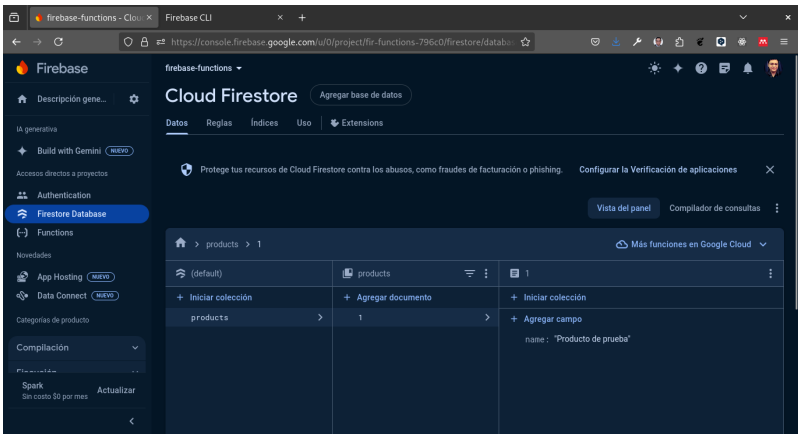 firebase-functions - Clou
Firebase CLI
https://console.firebase.google.com/u/0/project/fir-functions-796c0/firestore/databas
Firebase
firebase-functions
Descripción gene...
Cloud Firestore
Agregar base de datos
Datos
Reglas
Índices
Uso
Extensions
IA generativa
Build with Gemini
NUEVO
Accesos directos a proyectos
Authentication
Firestore Database
Functions
Novedades
App Hosting
NUEVO
Data Connect
NUEVO
Categorías de producto
Compilación
Spark
Sin costo $0 por mes
Actualizar
Protege tus recursos de Cloud Firestore contra los abusos, como fraudes de facturación o phishing.
Configurar la Verificación de aplicaciones
Vista del panel
Compilador de consultas
products > 1
Más funciones en Google Cloud
(default)
products
1
+ Iniciar colección
+ Agregar documento
+ Iniciar colección
products
1
+ Agregar campo
name: "Producto de prueba"